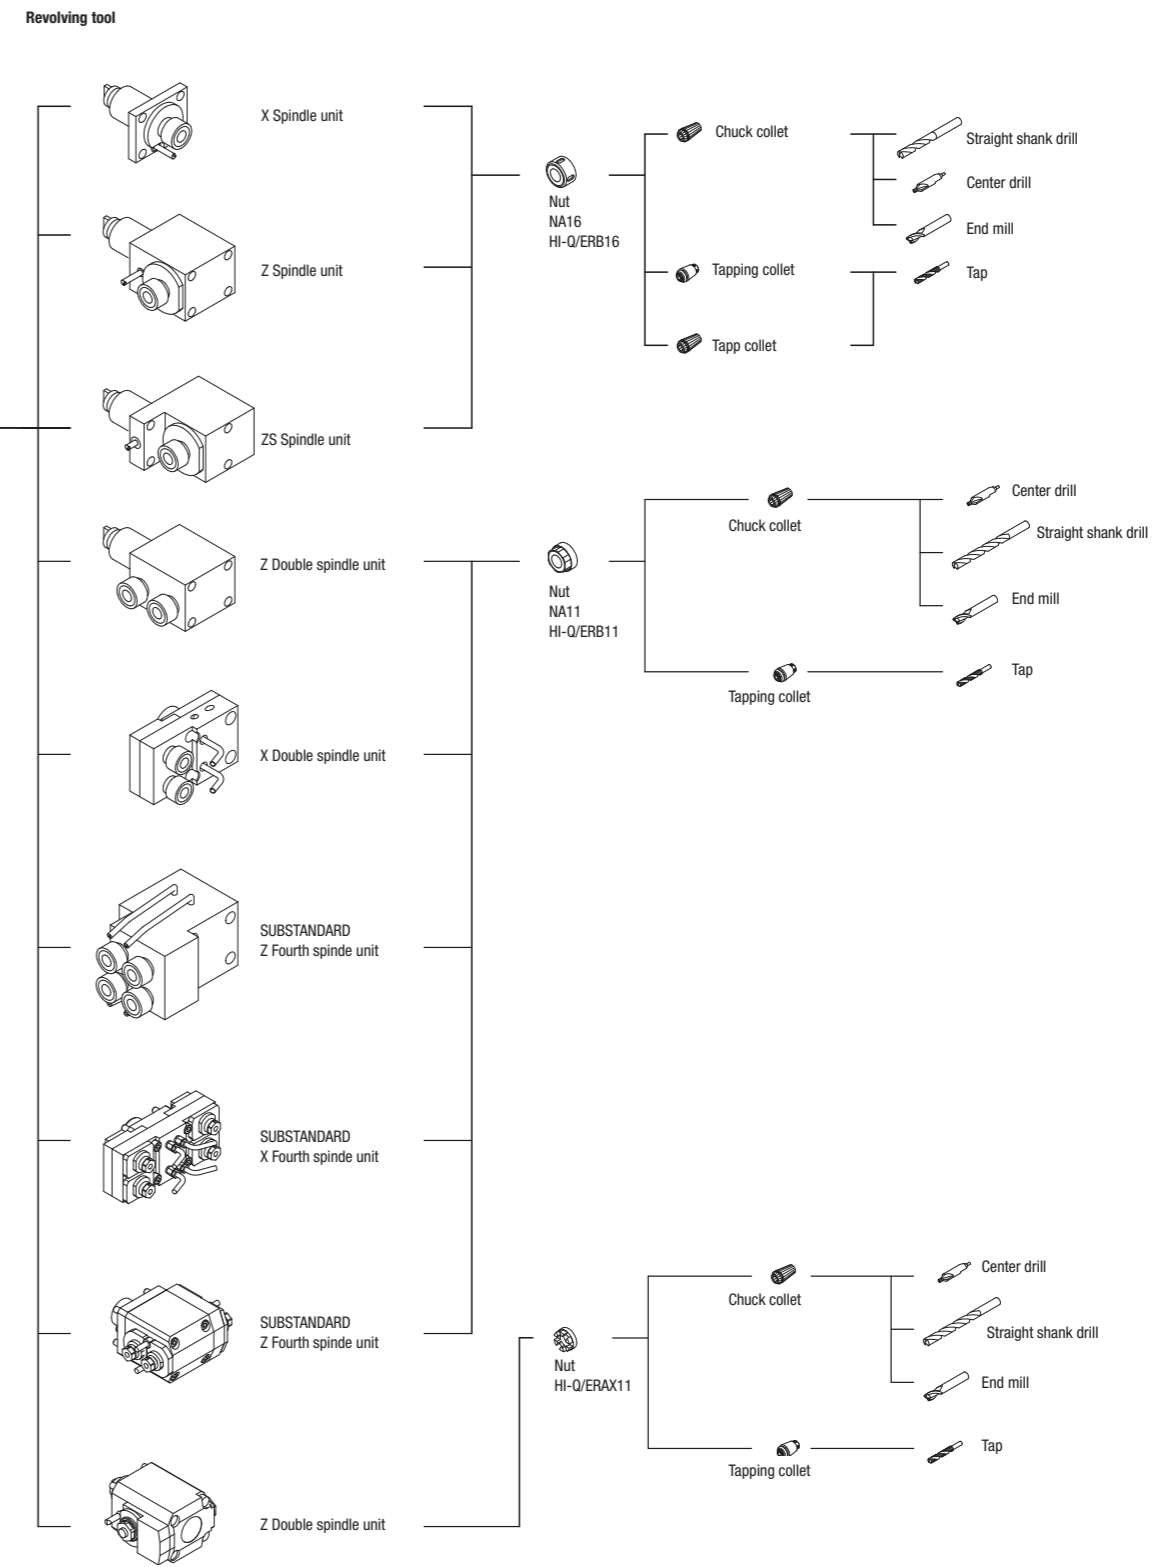 Revolving tool
X Spindle unit
Chuck collet
Straight shank drill
Center drill
End mill
Nut
NA16
HI-Q/ERB16
Z Spindle unit
Tapping collet
Tap
Tapp collet
ZS Spindle unit
Center drill
Chuck collet
Straight shank drill
Z Double spindle unit
Nut
NA11
HI-Q/ERB11
End mill
Tap
Tapping collet
X Double spindle unit
SUBSTANDARD
Z Fourth spinde unit
SUBSTANDARD
X Fourth spinde unit
SUBSTANDARD
Z Fourth spinde unit
Center drill
Chuck collet
Straight shank drill
Nut
HI-Q/ERAX11
End mill
Tap
Tapping collet
Z Double spindle unit